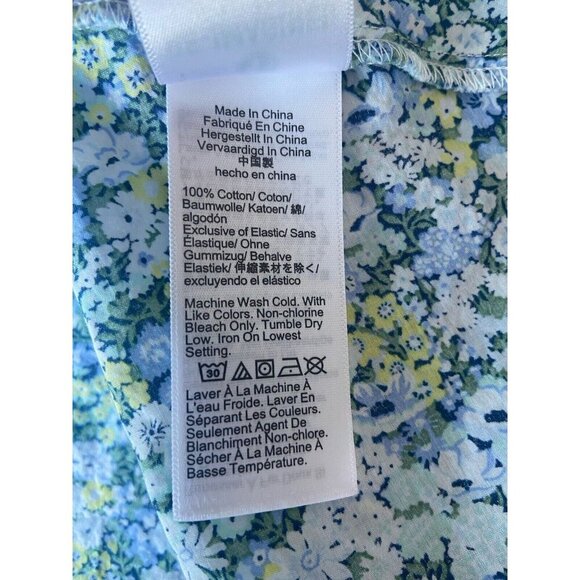 Made In China
Fabriqué En Chine
Hergestellt In China
Vervaardigd In China
中国製
hecho en china
100% Cotton/ Coton/
Baumwolle/ Katoen/ 綿/
algodón
Exclusive of Elastic/ Sans
Élastique/ Ohne
Gummizug/ Behalve
Elastiek/ 伸縮素材を除く/
excluyendo el elástico
Machine Wash Cold. With
Like Colors. Non-chlorine
Bleach Only. Tumble Dry
Low. Iron On Lowest
Setting.
30
Laver À La Machine À
L'eau Froide. Laver En
Séparant Les Couleurs.
Seulement Agent De
Blanchiment Non-chlore.
Sécher À La Machine À
Basse Température.